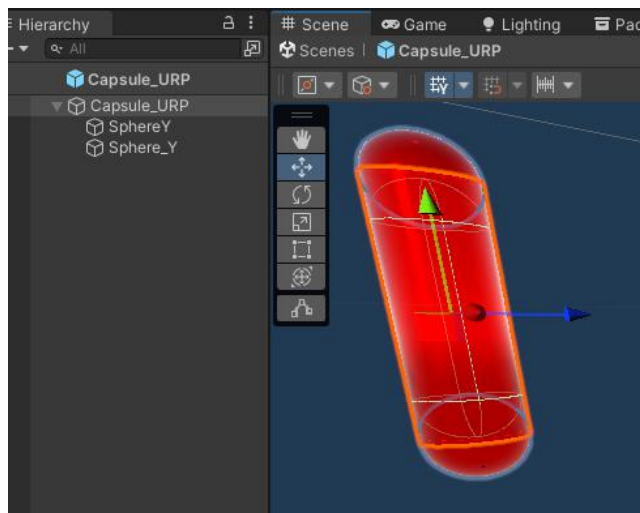 Hierarchy
All
Capsule_URP
Capsule_URP
SphereY
Sphere_Y
Scene
Game
Lighting
Pac
Scenes
Capsule_URP
Y